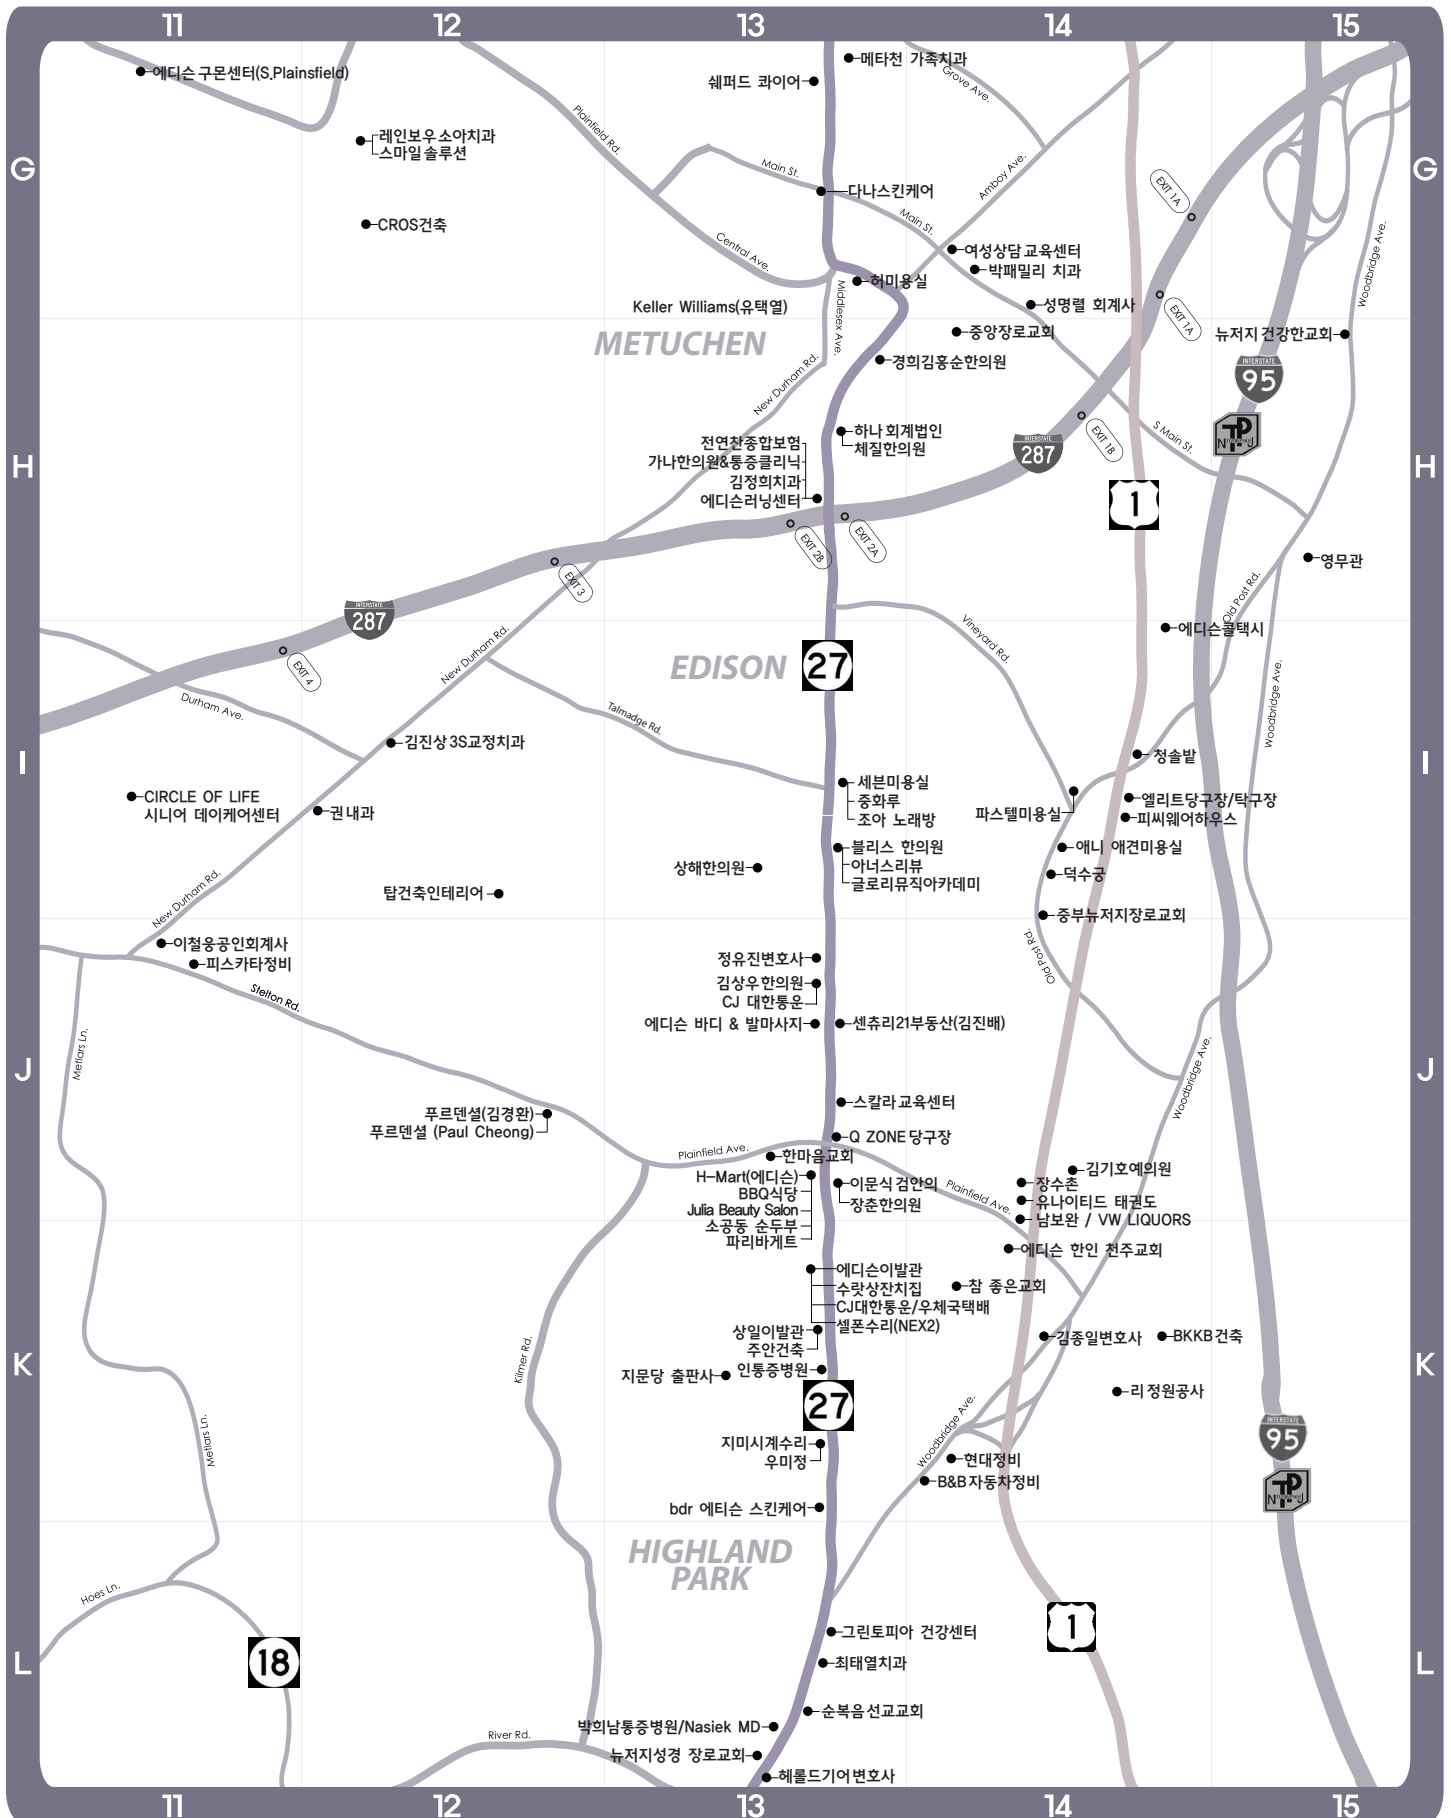 11
12
13
14
15
G
G
에디슨 구몬센터(S.Plainsfield)
메타천 가족치과
쉐퍼드 콰이어
Grove Ave.
Plainfield Rd.
레인보우 소아치과
스마일 솔루션
Main St.
Amboy Ave.
EXIT 1A
다나스킨케어
Main St.
CROS건축
Central Ave.
여성상담 교육센터
박패밀리 치과
Woodbridge Ave.
허미용실
Middlesex Ave.
Keller Williams(유택열)
성명렬 회계사
EXIT 1A
METUCHEN
중앙장로교회
뉴저지 건강한교회
경희김홍순한의원
New Durham Rd.
INTERSTATE
95
H
H
하나 회계법인
체질한의원
전연찬종합보험
가나한의원&통증클리닉
김정희치과
에디슨러닝센터
INTERSTATE
287
EXIT 1B
S Main St.
NJ TURNPIKE
1
EXIT 2B
EXIT 2A
EXIT 3
영무관
INTERSTATE
287
Old Post Rd.
에디슨콜택시
Vineyard Rd.
New Durham Rd.
EDISON
27
EXIT 4
Durham Ave.
Talmadge Rd.
Woodbridge Ave.
I
I
김진상 3S교정치과
청솔밭
CIRCLE OF LIFE
시니어 데이케어센터
권내과
세븐미용실
중화루
조아 노래방
파스텔미용실
엘리트당구장/탁구장
피씨웨어하우스
블리스 한의원
아너스리뷰
글로리뮤직아카데미
애니 애견미용실
상해한의원
덕수궁
탑건축인테리어
New Durham Rd.
중부뉴저지장로교회
이철웅공인회계사
피스카타정비
Old Post Rd.
정유진변호사
김상우한의원
CJ 대한통운
Stelton Rd.
에디슨 바디 & 발마사지
센츄리21부동산(김진배)
Metlars Ln.
J
J
Woodbridge Ave.
스칼라 교육센터
푸르덴셜(김경환)
푸르덴셜 (Paul Cheong)
Q ZONE 당구장
Plainfield Ave.
한마음교회
H-Mart(에디슨)
BBQ식당
Julia Beauty Salon
소공동 순두부
파리바게트
이문식 검안의
장춘한의원
Plainfield Ave.
김기호예의원
장수촌
유나이티드 태권도
남보완 / VW LIQUORS
에디슨 한인 천주교회
에디슨이발관
수랏상잔치집
CJ대한통운/우체국택배
셀폰수리(NEX2)
참 좋은교회
상일이발관
주안건축
김종일변호사
BKKB 건축
Kilmer Rd.
K
K
지문당 출판사
인통증병원
리 정원공사
27
Woodbridge Ave.
Metlars Ln.
INTERSTATE
95
지미시계수리
우미정
현대정비
B&B자동차정비
NJ TURNPIKE
bdr 에티슨 스킨케어
HIGHLAND
PARK
Hoes Ln.
그린토피아 건강센터
1
18
L
L
최태열치과
순복음선교교회
박희남통증병원/Nasiek MD
River Rd.
뉴저지성경 장로교회
헤롤드기어변호사
11
12
13
14
15